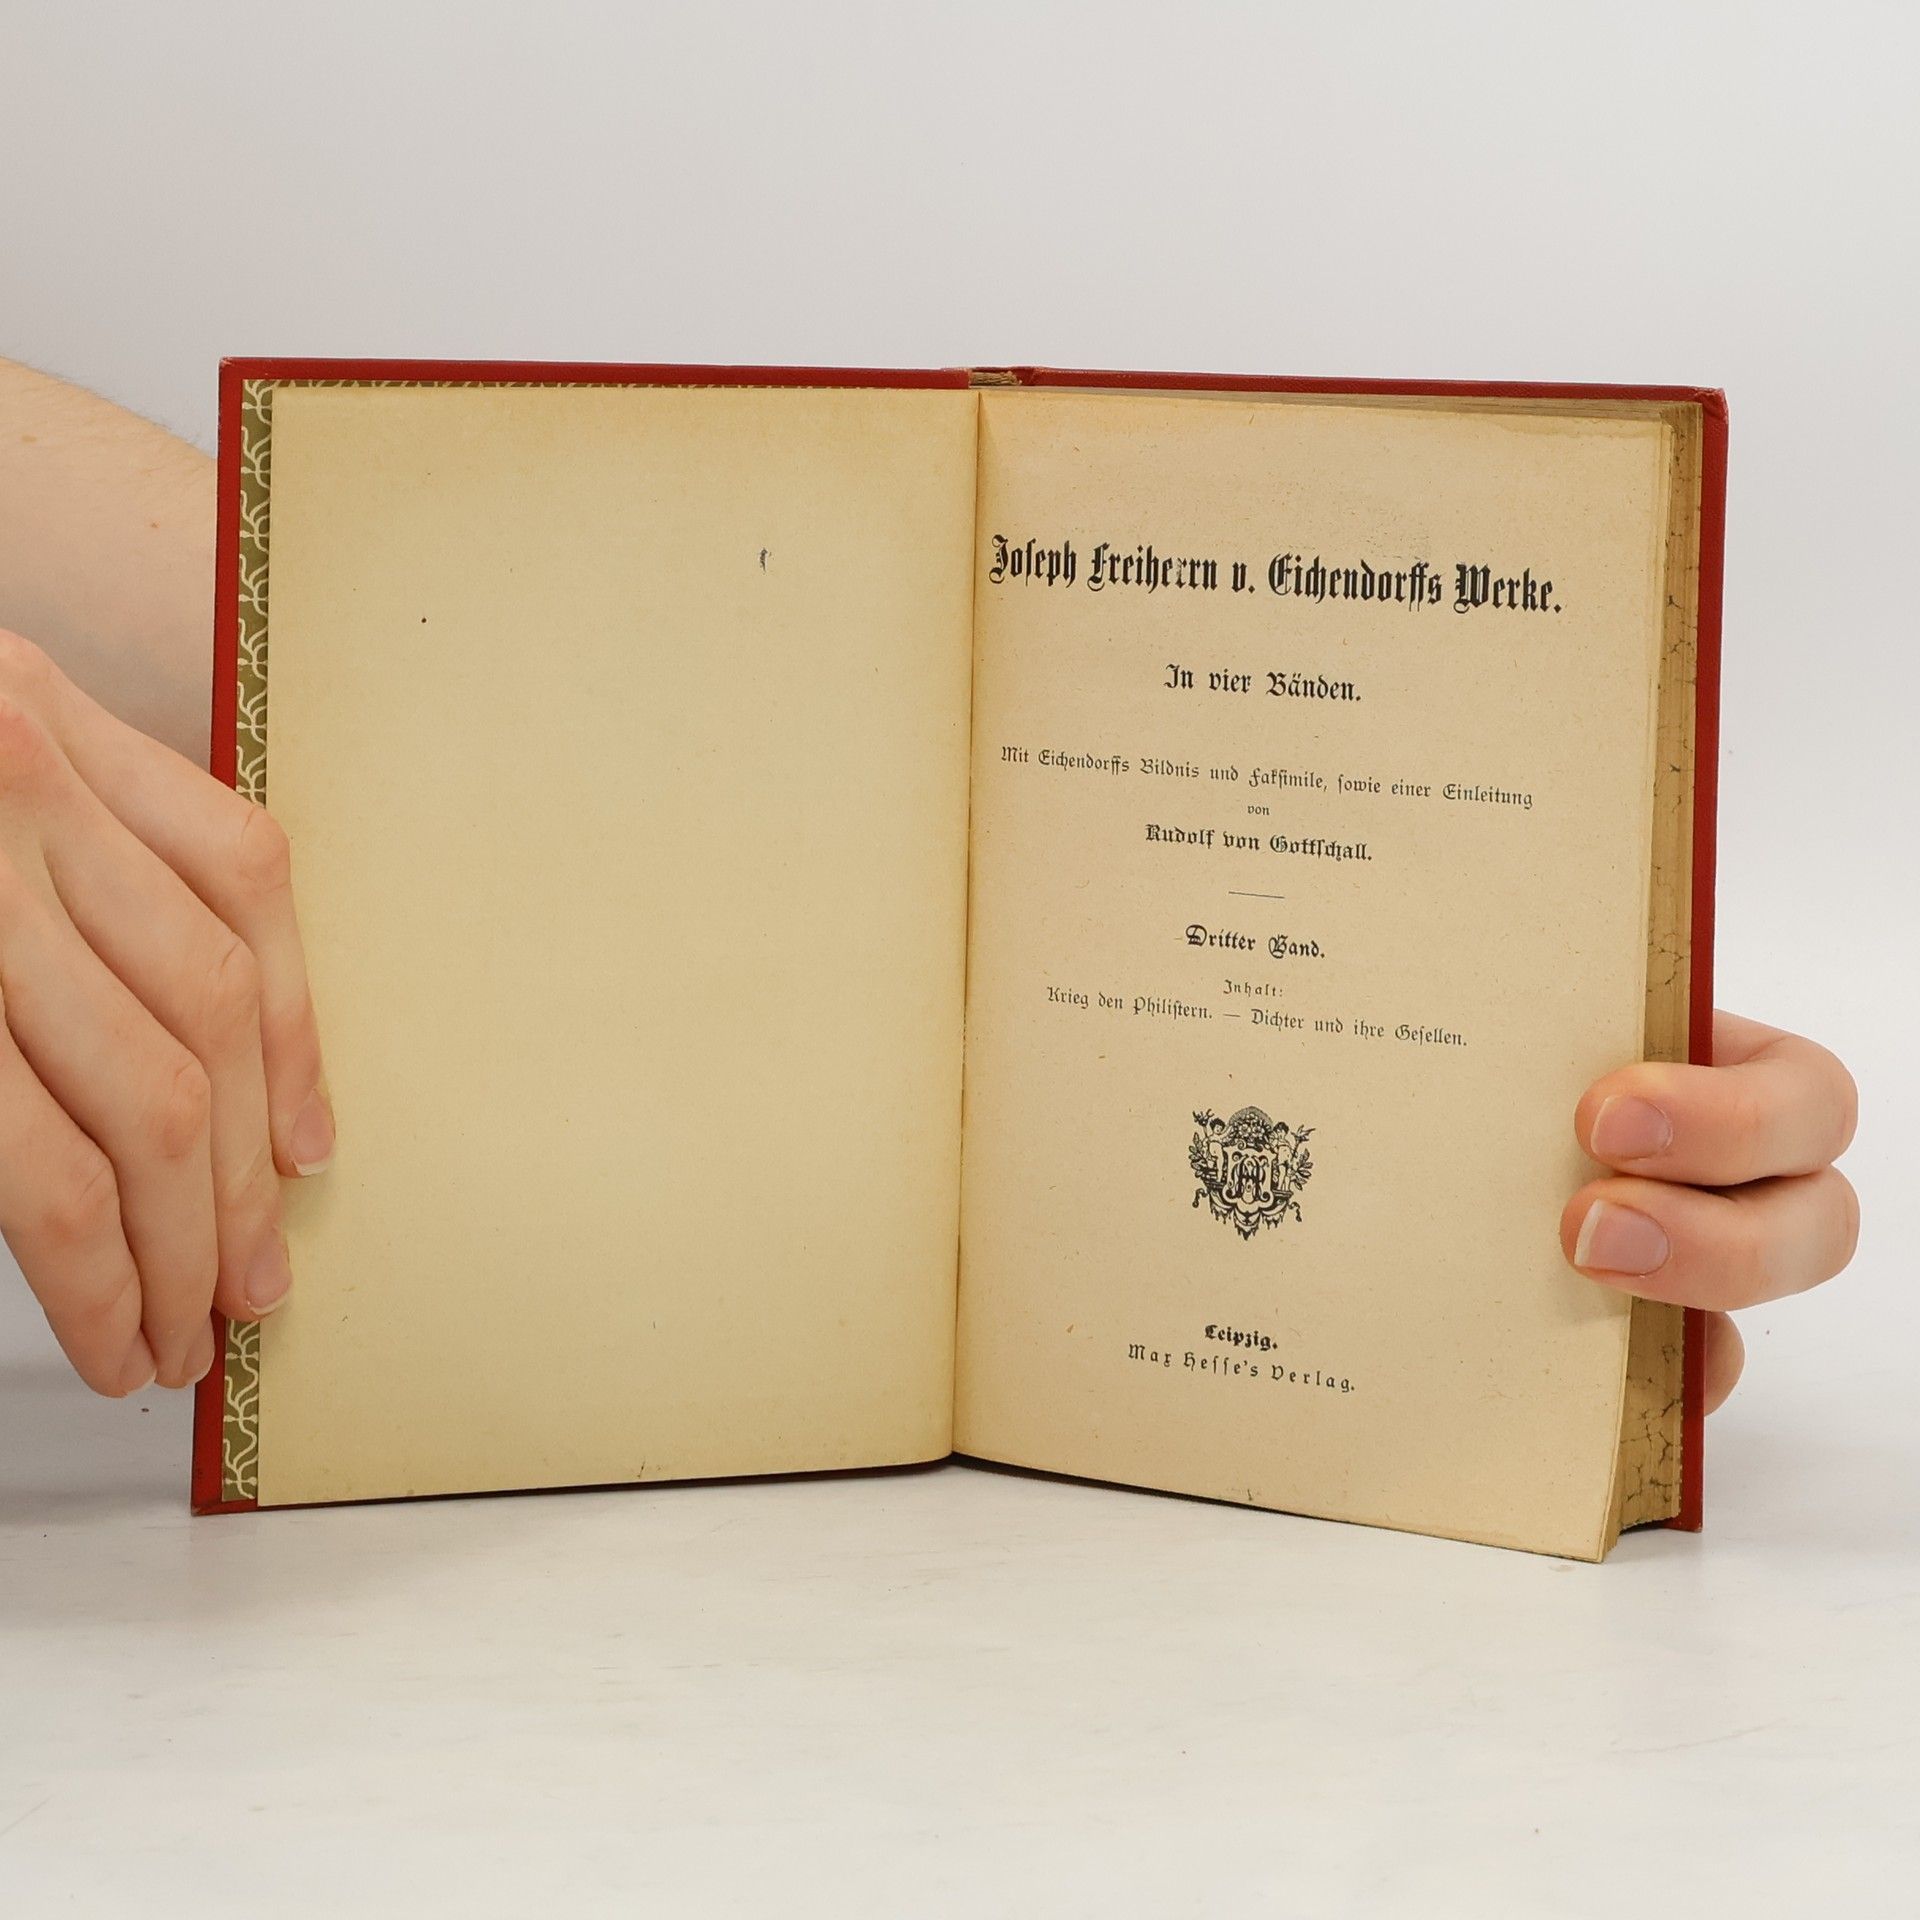 Joseph Freiherrn v. Eichendorffs Werke.
In vier Bänden.
Mit Eichendorffs Bildnis und Faksimile, sowie einer Einleitung
von
Rudolf von Gottschall.
Dritter Band.
Inhalt:
Krieg den Philistern. — Dichter und ihre Gesellen.
Leipzig.
Max Hesse's Verlag.